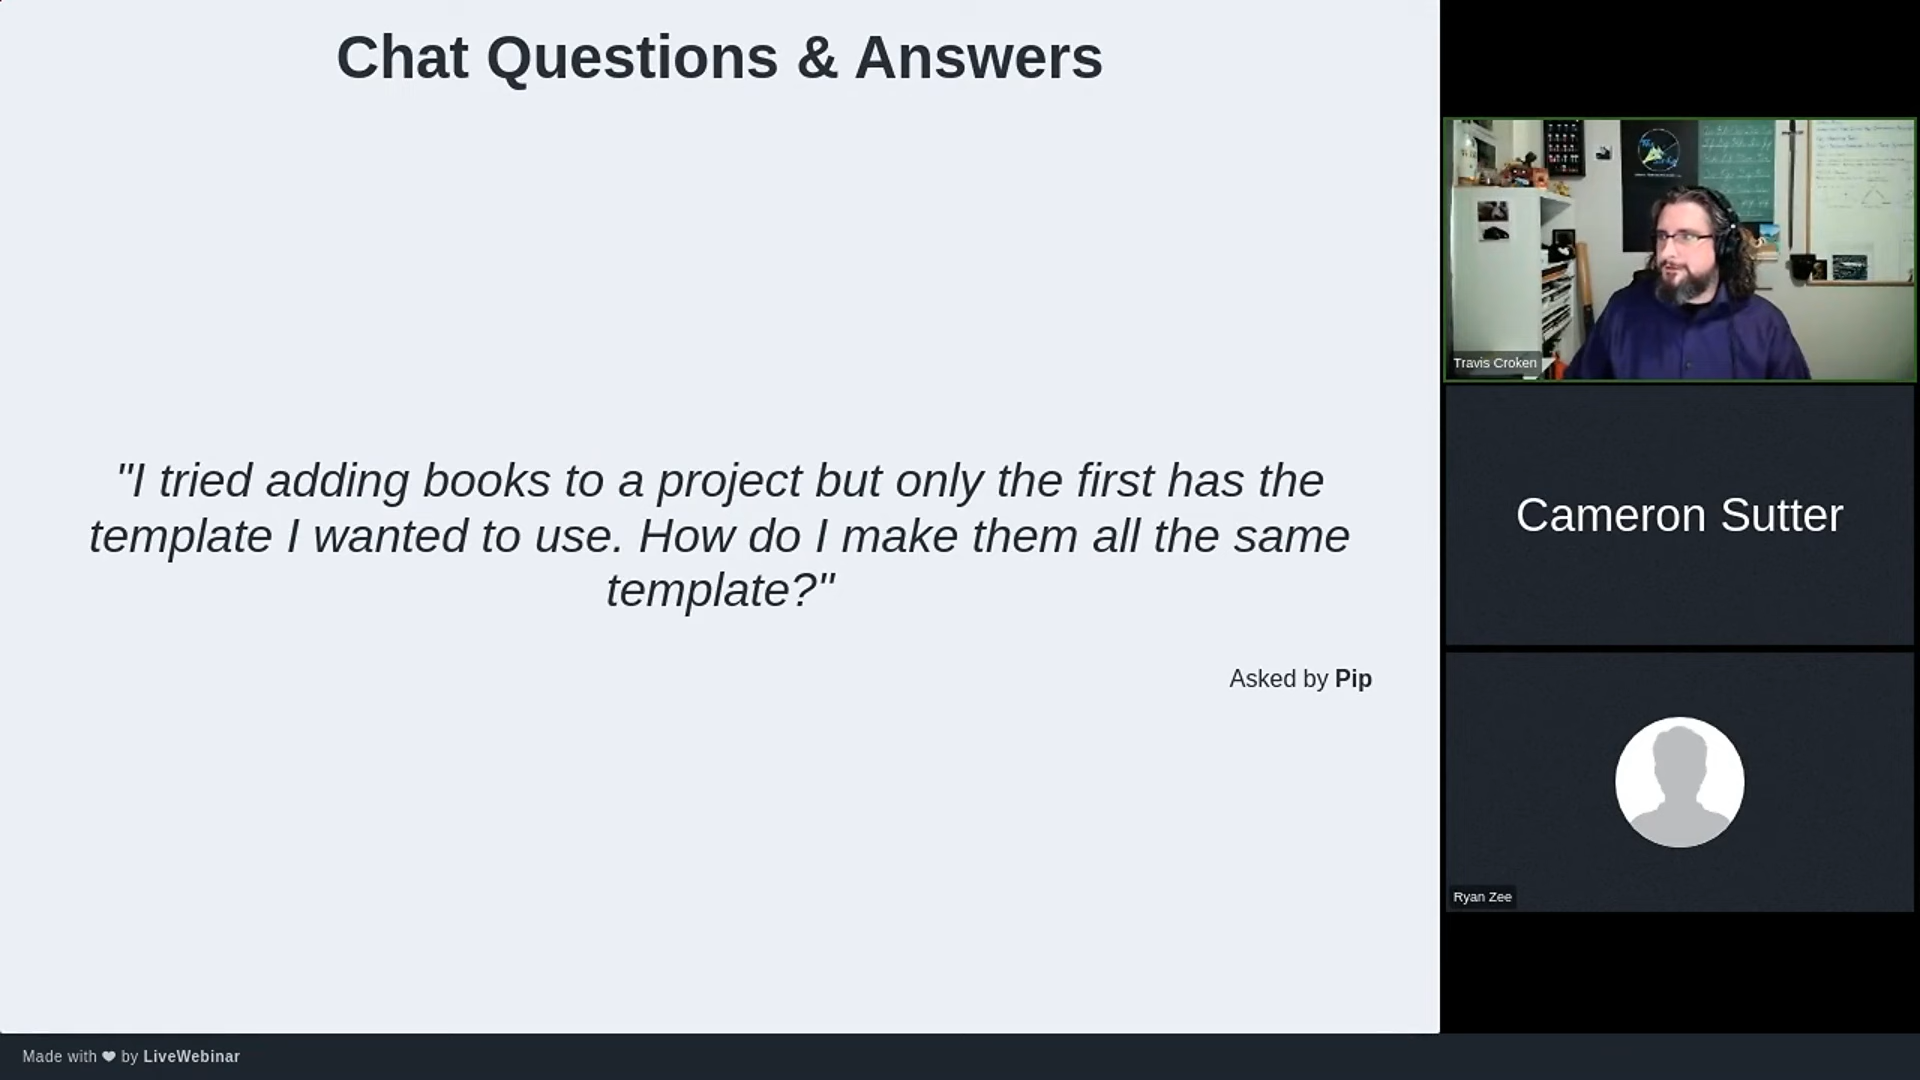 Chat Questions & Answers
"I tried adding books to a project but only the first has the
template I wanted to use. How do I make them all the same
template?"
Asked by Pip
Travis Croken
Cameron Sutter
Ryan Zee
Made with ❤ by LiveWebinar